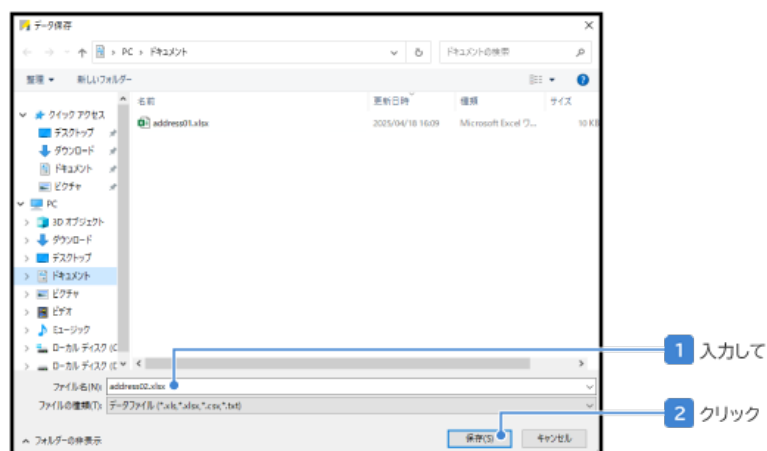 データ保存
PC › ドキュメント
ドキュメントの検索
整理
新しいフォルダー
名前
更新日時
種類
サイズ
address01.xlsx
2025/04/18 16:09
Microsoft Excel ワ...
10 KB
クイック アクセス
デスクトップ
ダウンロード
ドキュメント
ピクチャ
PC
3D オブジェクト
ダウンロード
デスクトップ
ドキュメント
ピクチャ
ビデオ
ミュージック
ローカル ディスク (C
ローカル ディスク (C
ファイル名(N): address02.xlsx
ファイルの種類(T): データファイル (*.xls,*.xlsx,*.csv,*.txt)
フォルダーの非表示
保存(S)
キャンセル
1 入力して
2 クリック